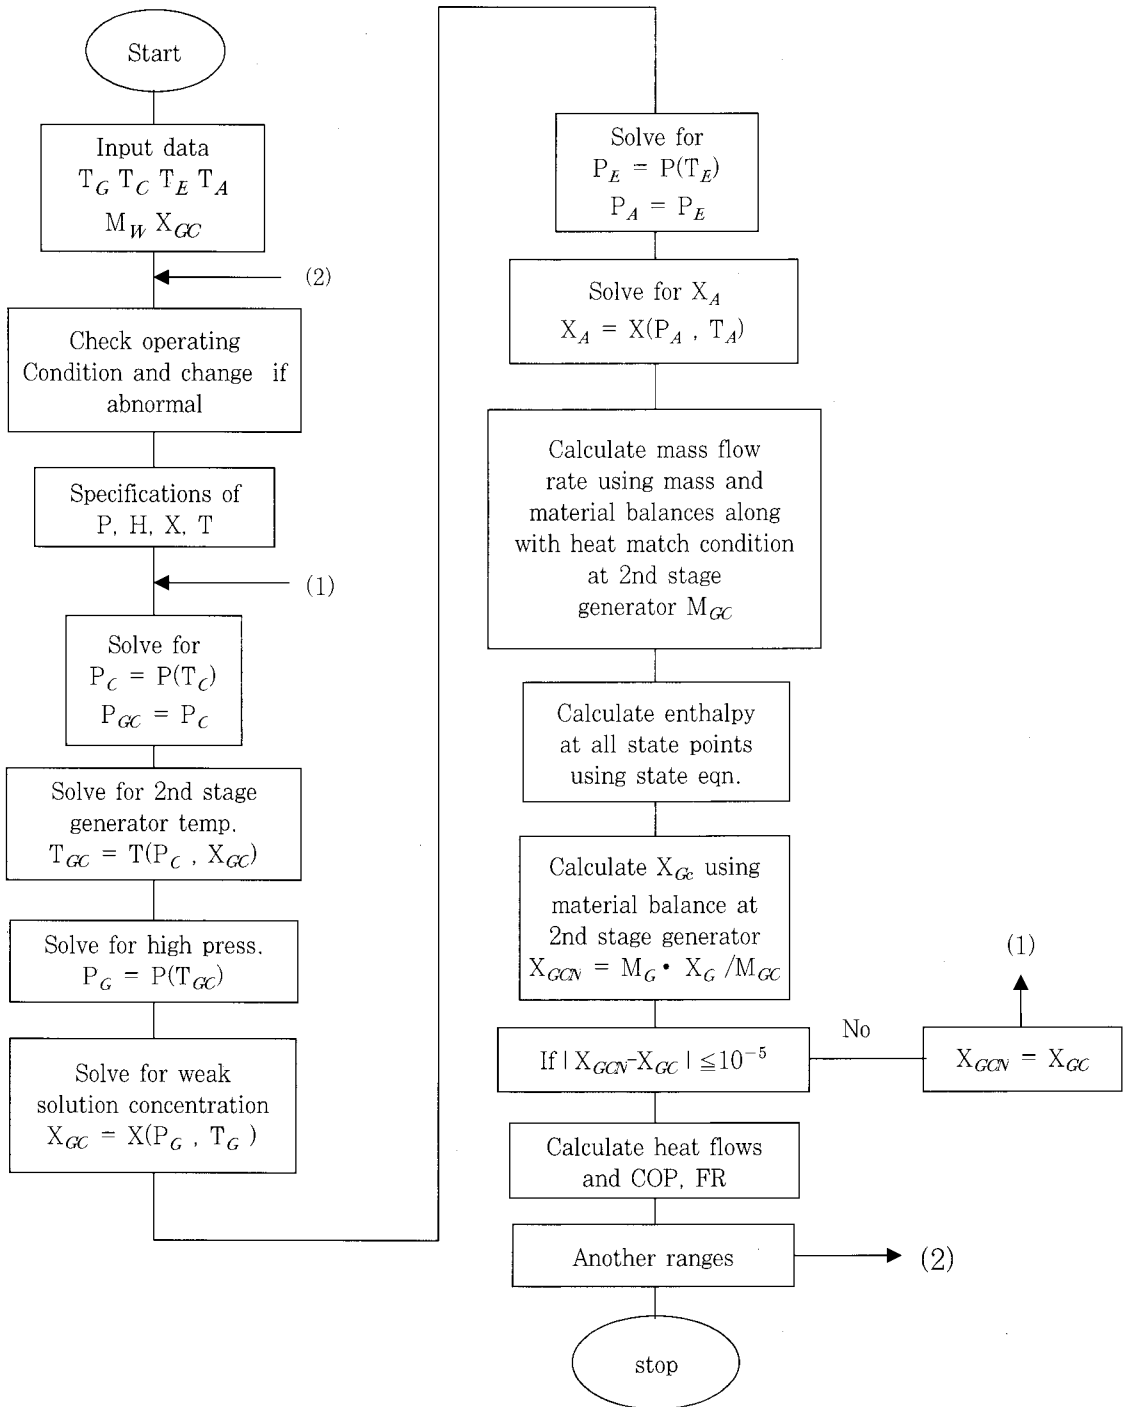 Start
Input data
T_G T_C T_E T_A
M_W X_GC
(2)
Check operating
Condition and change if
abnormal
Specifications of
P, H, X, T
(1)
Solve for
P_C = P(T_C)
P_GC = P_C
Solve for 2nd stage
generator temp.
T_GC = T(P_C , X_GC)
Solve for high press.
P_G = P(T_GC)
Solve for weak
solution concentration
X_GC = X(P_G , T_G )
Solve for
P_E = P(T_E)
P_A = P_E
Solve for X_A
X_A = X(P_A , T_A)
Calculate mass flow
rate using mass and
material balances along
with heat match condition
at 2nd stage
generator M_GC
Calculate enthalpy
at all state points
using state eqn.
Calculate X_Gc using
material balance at
2nd stage generator
X_GCN = M_G · X_G /M_GC
If | X_GCN-X_GC | ≦10⁻⁵
No
X_GCN = X_GC
(1)
Calculate heat flows
and COP, FR
Another ranges
(2)
stop